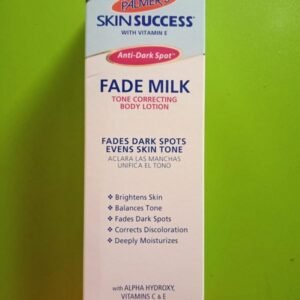 PALMER'S
SKIN SUCCESS®
WITH VITAMIN E
Anti-Dark Spot™
FADE MILK
TONE CORRECTING
BODY LOTION
FADES DARK SPOTS
EVENS SKIN TONE
ACLARA LAS MANCHAS
UNIFICA EL TONO
❖ Brightens Skin
❖ Balances Tone
❖ Fades Dark Spots
❖ Corrects Discoloration
❖ Deeply Moisturizes
with ALPHA HYDROXY,
VITAMINS C & E